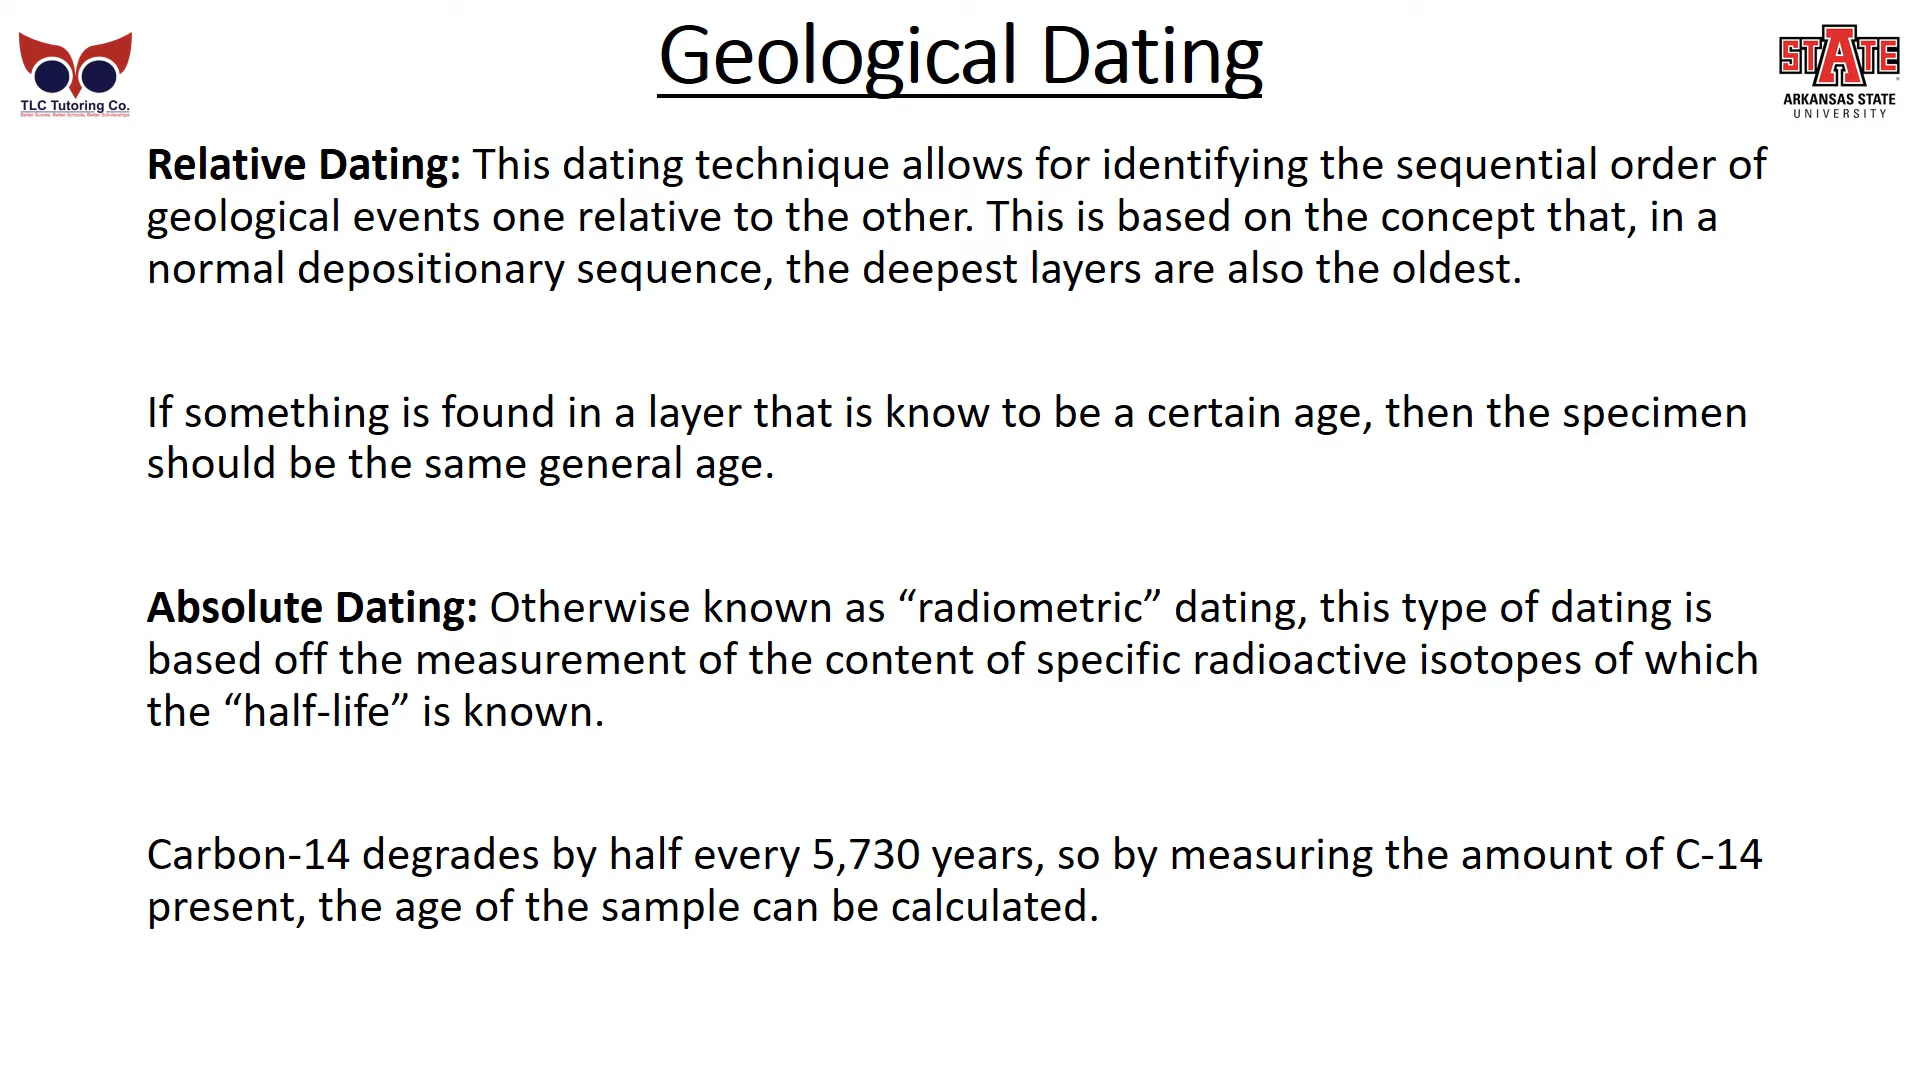 Geological Dating
TLC Tutoring Co.
Better Scores, Better Schools, Better Scholarships
STATE
ARKANSAS STATE
UNIVERSITY
Relative Dating: This dating technique allows for identifying the sequential order of
geological events one relative to the other. This is based on the concept that, in a
normal depositionary sequence, the deepest layers are also the oldest.
If something is found in a layer that is know to be a certain age, then the specimen
should be the same general age.
Absolute Dating: Otherwise known as “radiometric” dating, this type of dating is
based off the measurement of the content of specific radioactive isotopes of which
the “half-life” is known.
Carbon-14 degrades by half every 5,730 years, so by measuring the amount of C-14
present, the age of the sample can be calculated.